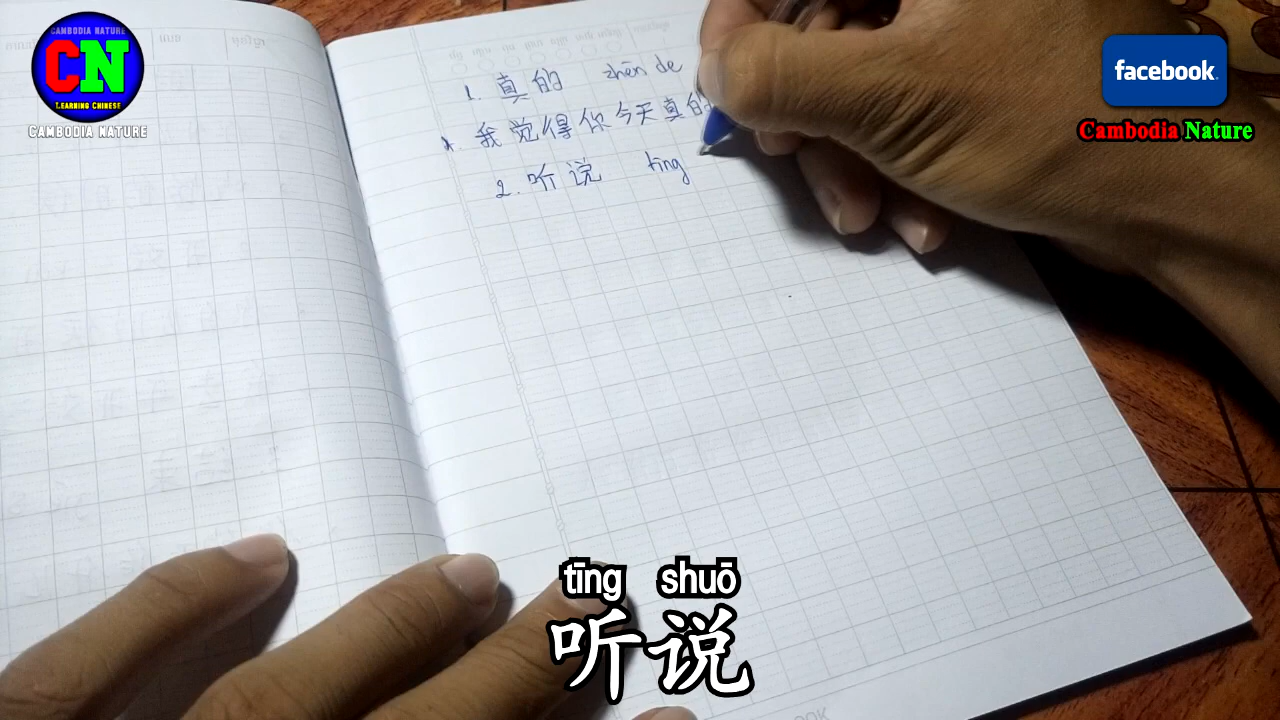 CAMBODIA NATURE
CN
Learning Chinese
CAMBODIA NATURE
facebook
Cambodia Nature
1. 真的 zhēn de
我觉得你今天真的
2. 听说 tīng
tīng shuō
听说